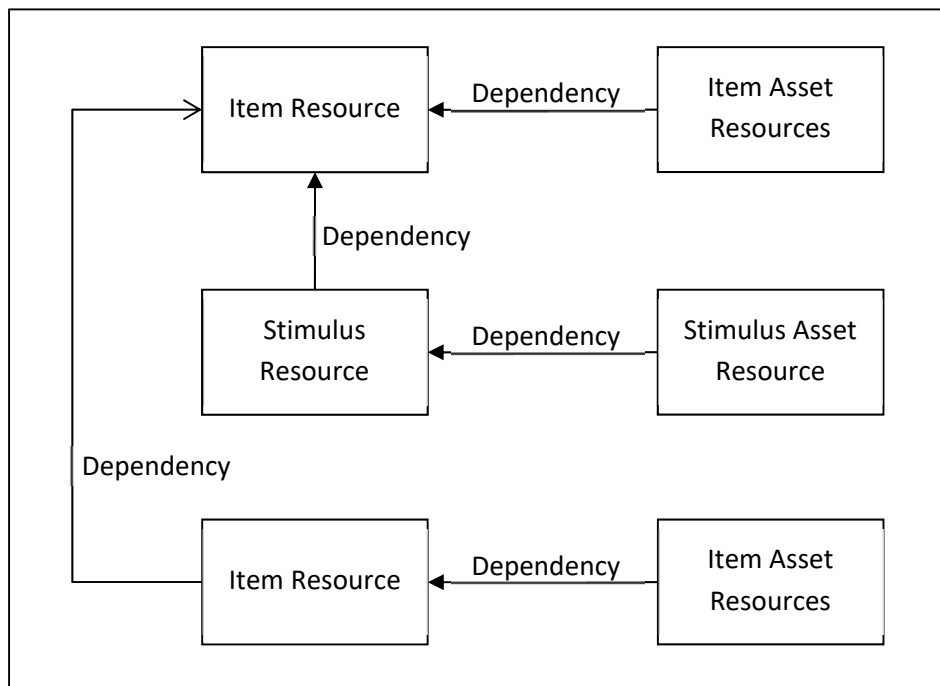 Item Resource
Dependency
Item Asset
Resources
Dependency
Stimulus
Resource
Dependency
Stimulus Asset
Resource
Dependency
Item Resource
Dependency
Item Asset
Resources